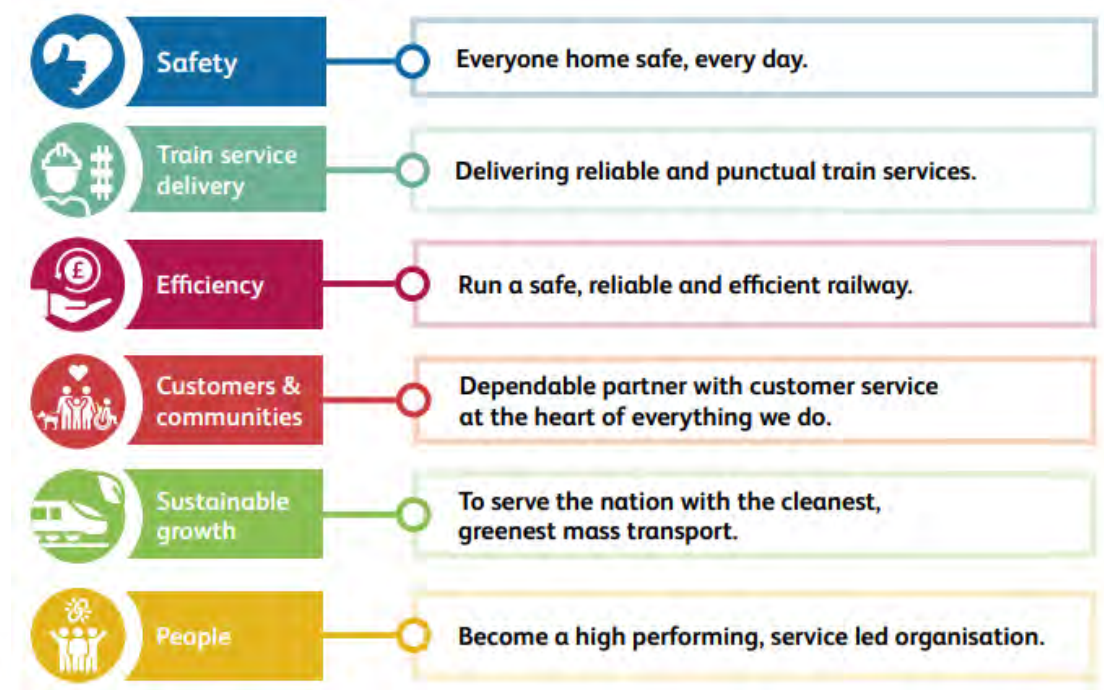 Safety
Everyone home safe, every day.
Train service
delivery
Delivering reliable and punctual train services.
£
Efficiency
Run a safe, reliable and efficient railway.
Customers &
communities
Dependable partner with customer service
at the heart of everything we do.
Sustainable
growth
To serve the nation with the cleanest,
greenest mass transport.
People
Become a high performing, service led organisation.